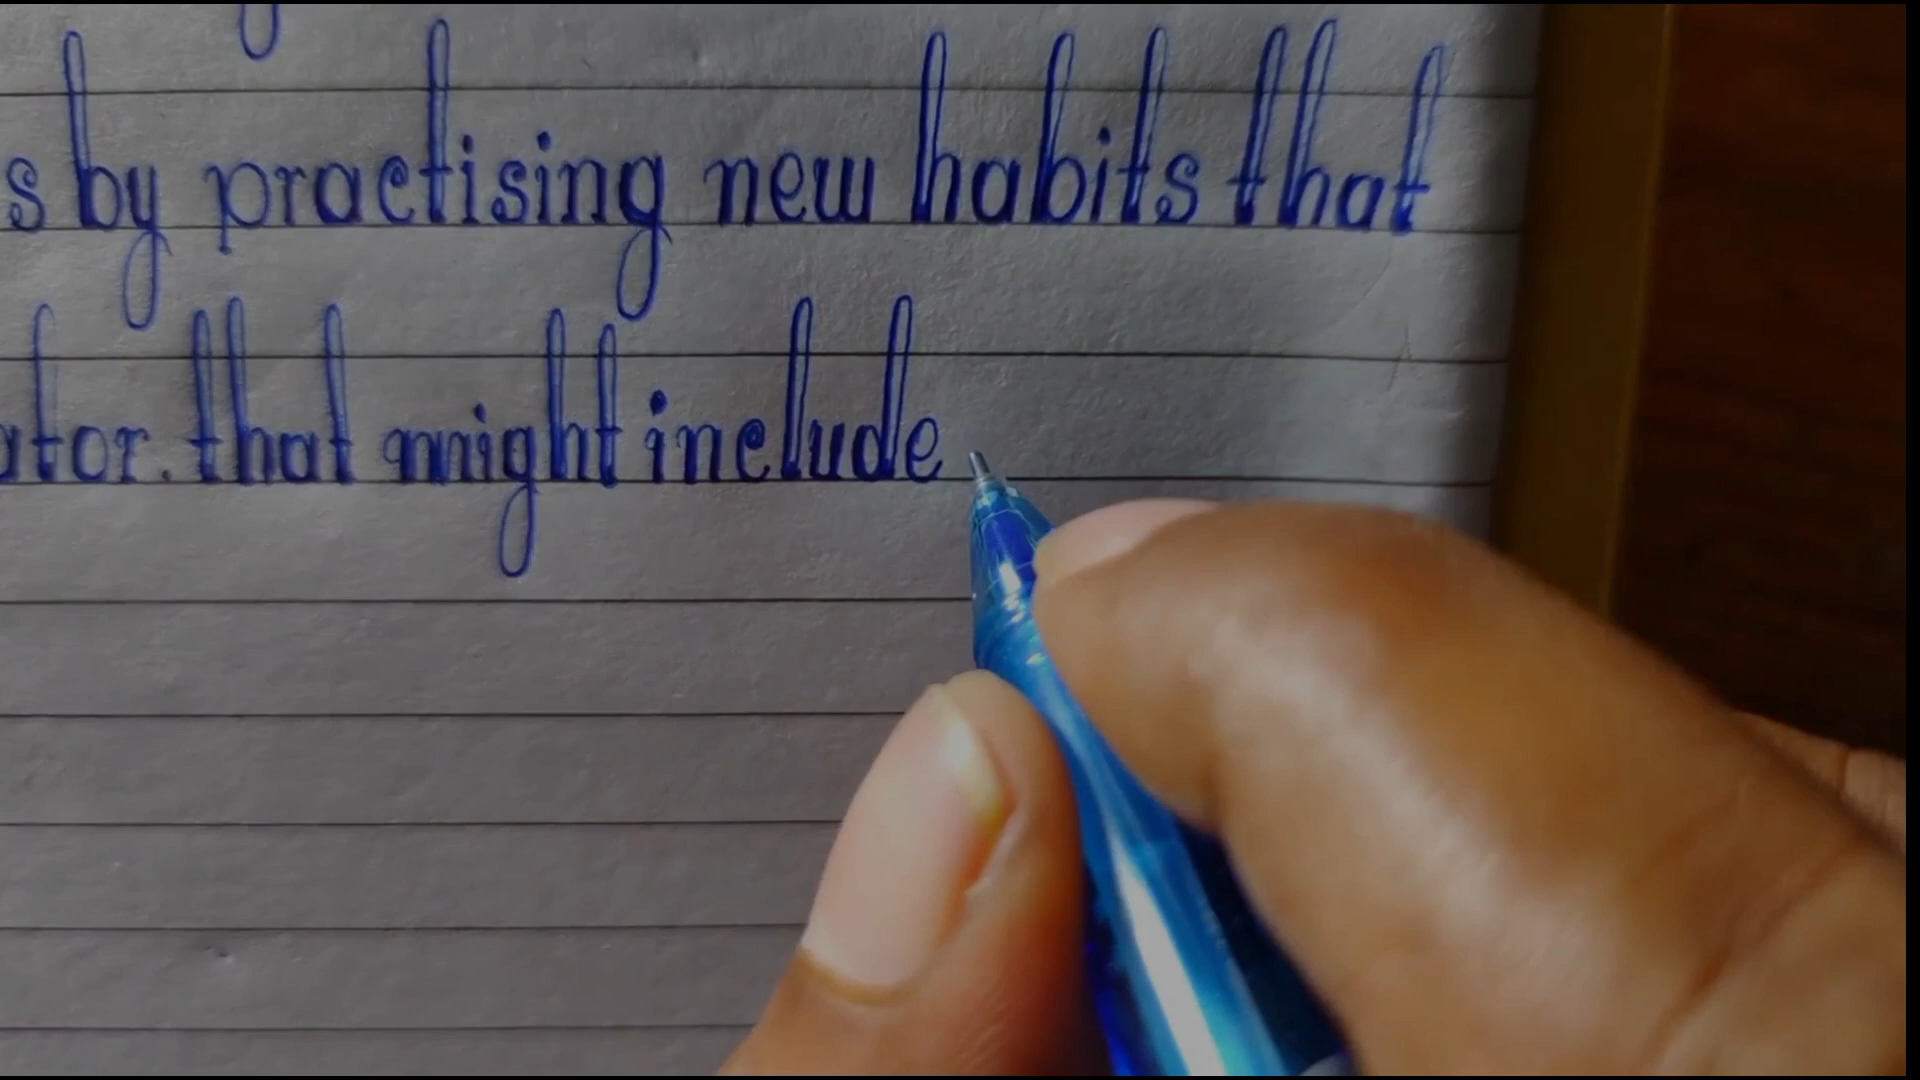 s by practising new habits that
ator. that might include